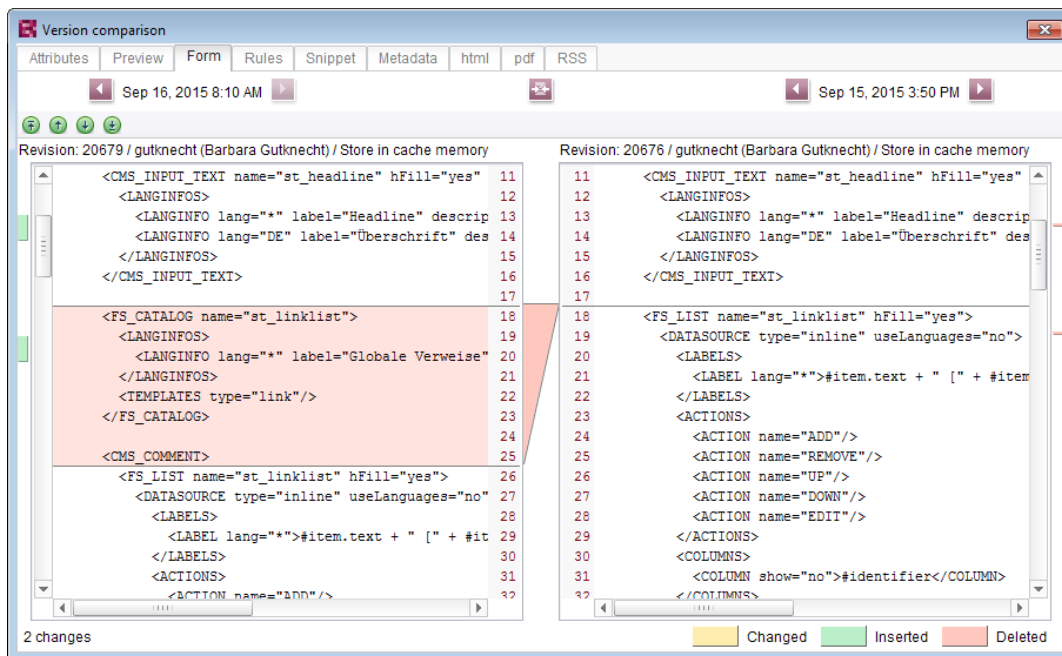 Version comparison
Attributes Preview Form Rules Snippet Metadata html pdf RSS
Sep 16, 2015 8:10 AM Sep 15, 2015 3:50 PM
Revision: 20679 / gutknecht (Barbara Gutknecht) / Store in cache memory
<CMS_INPUT_TEXT name="st_headline" hFill="yes" 11
<LANGINFOS> 12
<LANGINFO lang="*" label="Headline" descrip 13
<LANGINFO lang="DE" label="Überschrift" des 14
</LANGINFOS> 15
</CMS_INPUT_TEXT> 16
17
<FS_CATALOG name="st_linklist"> 18
<LANGINFOS> 19
<LANGINFO lang="*" label="Globale Verweise" 20
</LANGINFOS> 21
<TEMPLATES type="link"/> 22
</FS_CATALOG> 23
24
<CMS_COMMENT> 25
<FS_LIST name="st_linklist" hFill="yes"> 26
<DATASOURCE type="inline" useLanguages="no" 27
<LABELS> 28
<LABEL lang="*">#item.text + " [" + #it 29
</LABELS> 30
<ACTIONS> 31
<ACTION name="ADD"/> 32
Revision: 20676 / gutknecht (Barbara Gutknecht) / Store in cache memory
11 <CMS_INPUT_TEXT name="st_headline" hFill="yes"
12 <LANGINFOS>
13 <LANGINFO lang="*" label="Headline" descrip
14 <LANGINFO lang="DE" label="Überschrift" des
15 </LANGINFOS>
16 </CMS_INPUT_TEXT>
17
18 <FS_LIST name="st_linklist" hFill="yes">
19 <DATASOURCE type="inline" useLanguages="no">
20 <LABELS>
21 <LABEL lang="*">#item.text + " [" + #item
22 </LABELS>
23 <ACTIONS>
24 <ACTION name="ADD"/>
25 <ACTION name="REMOVE"/>
26 <ACTION name="UP"/>
27 <ACTION name="DOWN"/>
28 <ACTION name="EDIT"/>
29 </ACTIONS>
30 <COLUMNS>
31 <COLUMN show="no">#identifier</COLUMN>
32 </COLUMNS>
2 changes Changed Inserted Deleted